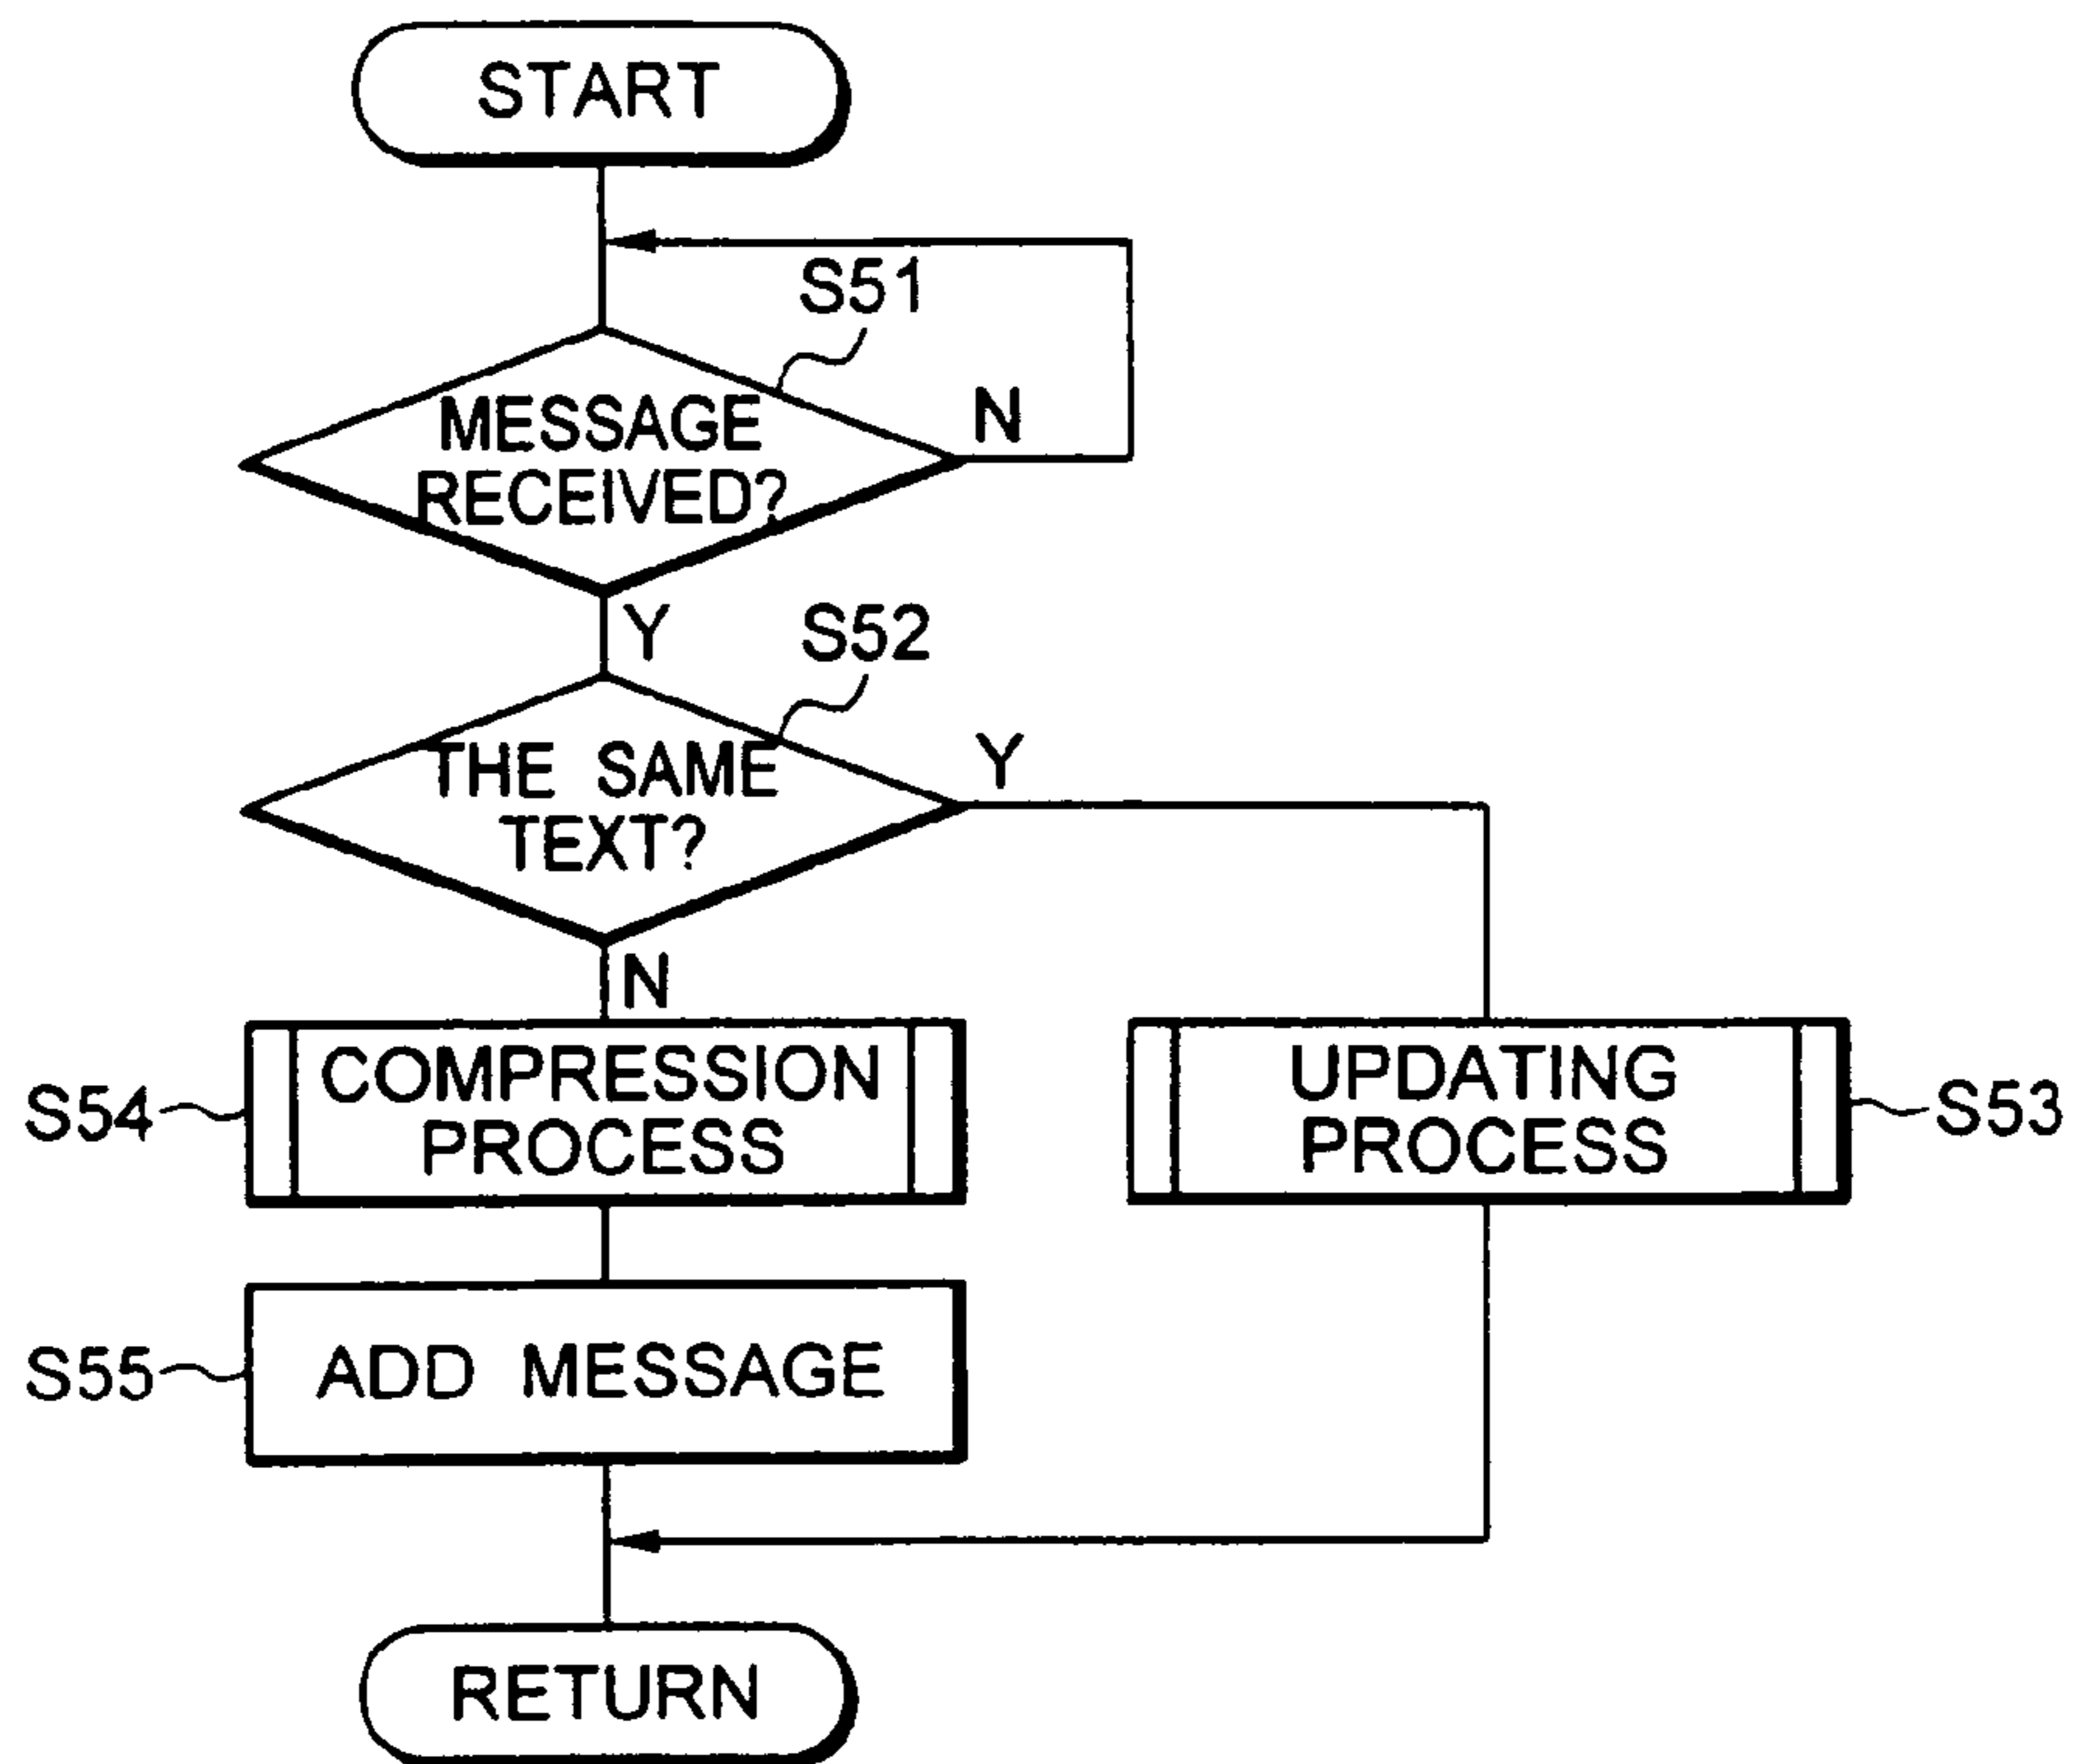 START
S51
MESSAGE
RECEIVED?
N
Y
S52
THE SAME
TEXT?
Y
N
S54
COMPRESSION
PROCESS
UPDATING
PROCESS
S53
S55
ADD MESSAGE
RETURN